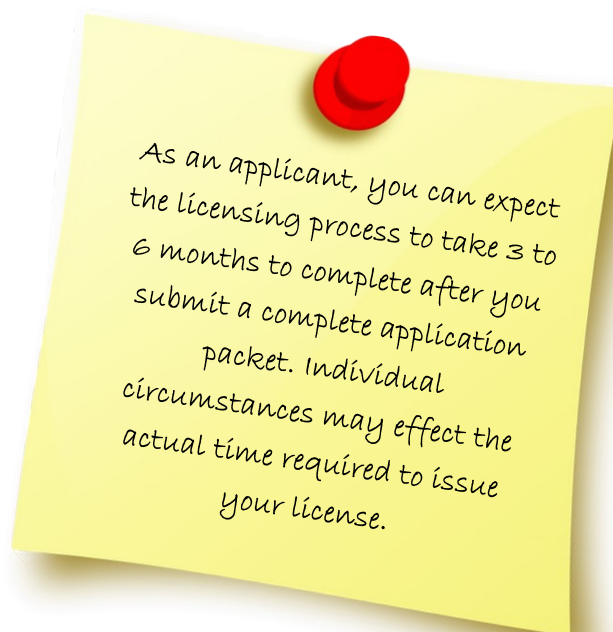 As an applicant, you can expect
the licensing process to take 3 to
6 months to complete after you
submit a complete application
packet. Individual
circumstances may effect the
actual time required to issue
your license.